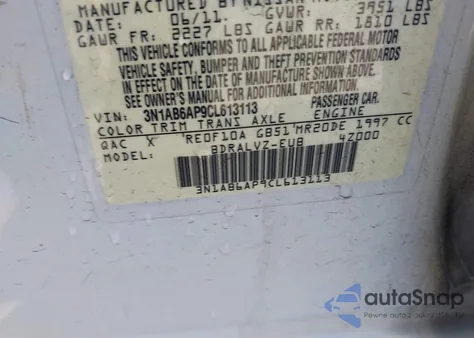 MANUFACTURED BY NISSAN
06/11. GVWR: 3951 LBS
GAWR FR: 2227 LBS GAWR RR: 1810 LBS
THIS VEHICLE CONFORMS TO ALL APPLICABLE FEDERAL MOTOR
VEHICLE SAFETY, BUMPER AND THEFT PREVENTION STANDARDS
IN EFFECT ON THE DATE OF MANUFACTURE SHOWN ABOVE.
SEE OWNERS MANUAL FOR ADDITIONAL INFORMATION.
VIN: 3N1AB6AP9CL613113 PASSENGER CAR
COLOR TRIM TRANS AXLE ENGINE
QAC X RE0F10A GB51 MR20DE 1997 CC
MODEL: BDRALVZ-EUB 4Z000
3N1AB6AP9CL613113
autoSnap
Pewne auta